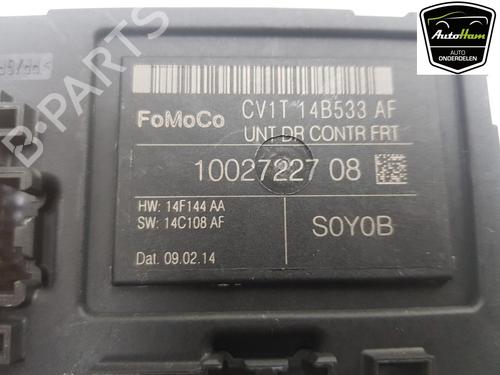 AutoHam
AUTO
ONDERDELEN
B-PARTS
FoMoCo
CV1T 14B533 AF
UNT DR CONTR FRT
10027227 08
HW: 14F144 AA
SW: 14C108 AF
S0Y0B
Dat. 09.02.14